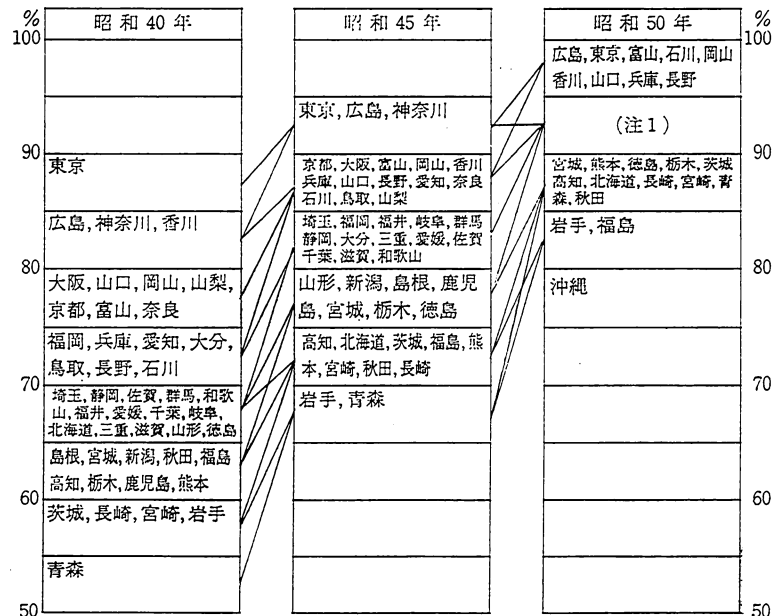 %
昭和40年
昭和45年
昭和50年
%
100
90
80
70
60
50
東京
広島,神奈川,香川
大阪,山口,岡山,山梨,
京都,富山,奈良
福岡,兵庫,愛知,大分,
鳥取,長野,石川
埼玉,静岡,佐賀,群馬,和歌
山,福井,愛媛,千葉,岐阜,
北海道,三重,滋賀,山形,徳島
島根,宮城,新潟,秋田,福島
高知,栃木,鹿児島,熊本
茨城,長崎,宮崎,岩手
青森
東京,広島,神奈川
京都,大阪,富山,岡山,香川
兵庫,山口,長野,愛知,奈良
石川,鳥取,山梨
埼玉,福岡,福井,岐阜,群馬
静岡,大分,三重,愛媛,佐賀
千葉,滋賀,和歌山
山形,新潟,島根,鹿児
島,宮城,栃木,徳島
高知,北海道,茨城,福島,熊
本,宮崎,秋田,長崎
岩手,青森
広島,東京,富山,石川,岡山
香川,山口,兵庫,長野
(注1)
宮城,熊本,徳島,栃木,茨城
高知,北海道,長崎,宮崎,青
森,秋田
岩手,福島
沖縄
100
90
80
70
60
50